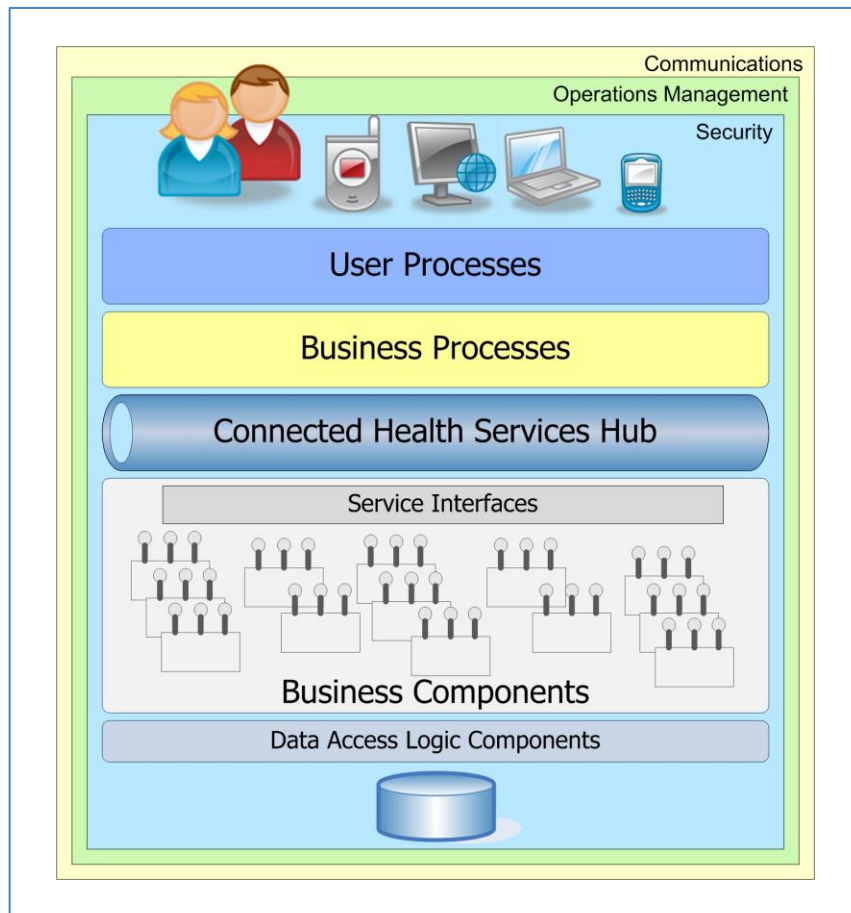 Communications
Operations Management
Security
User Processes
Business Processes
Connected Health Services Hub
Service Interfaces
Business Components
Data Access Logic Components